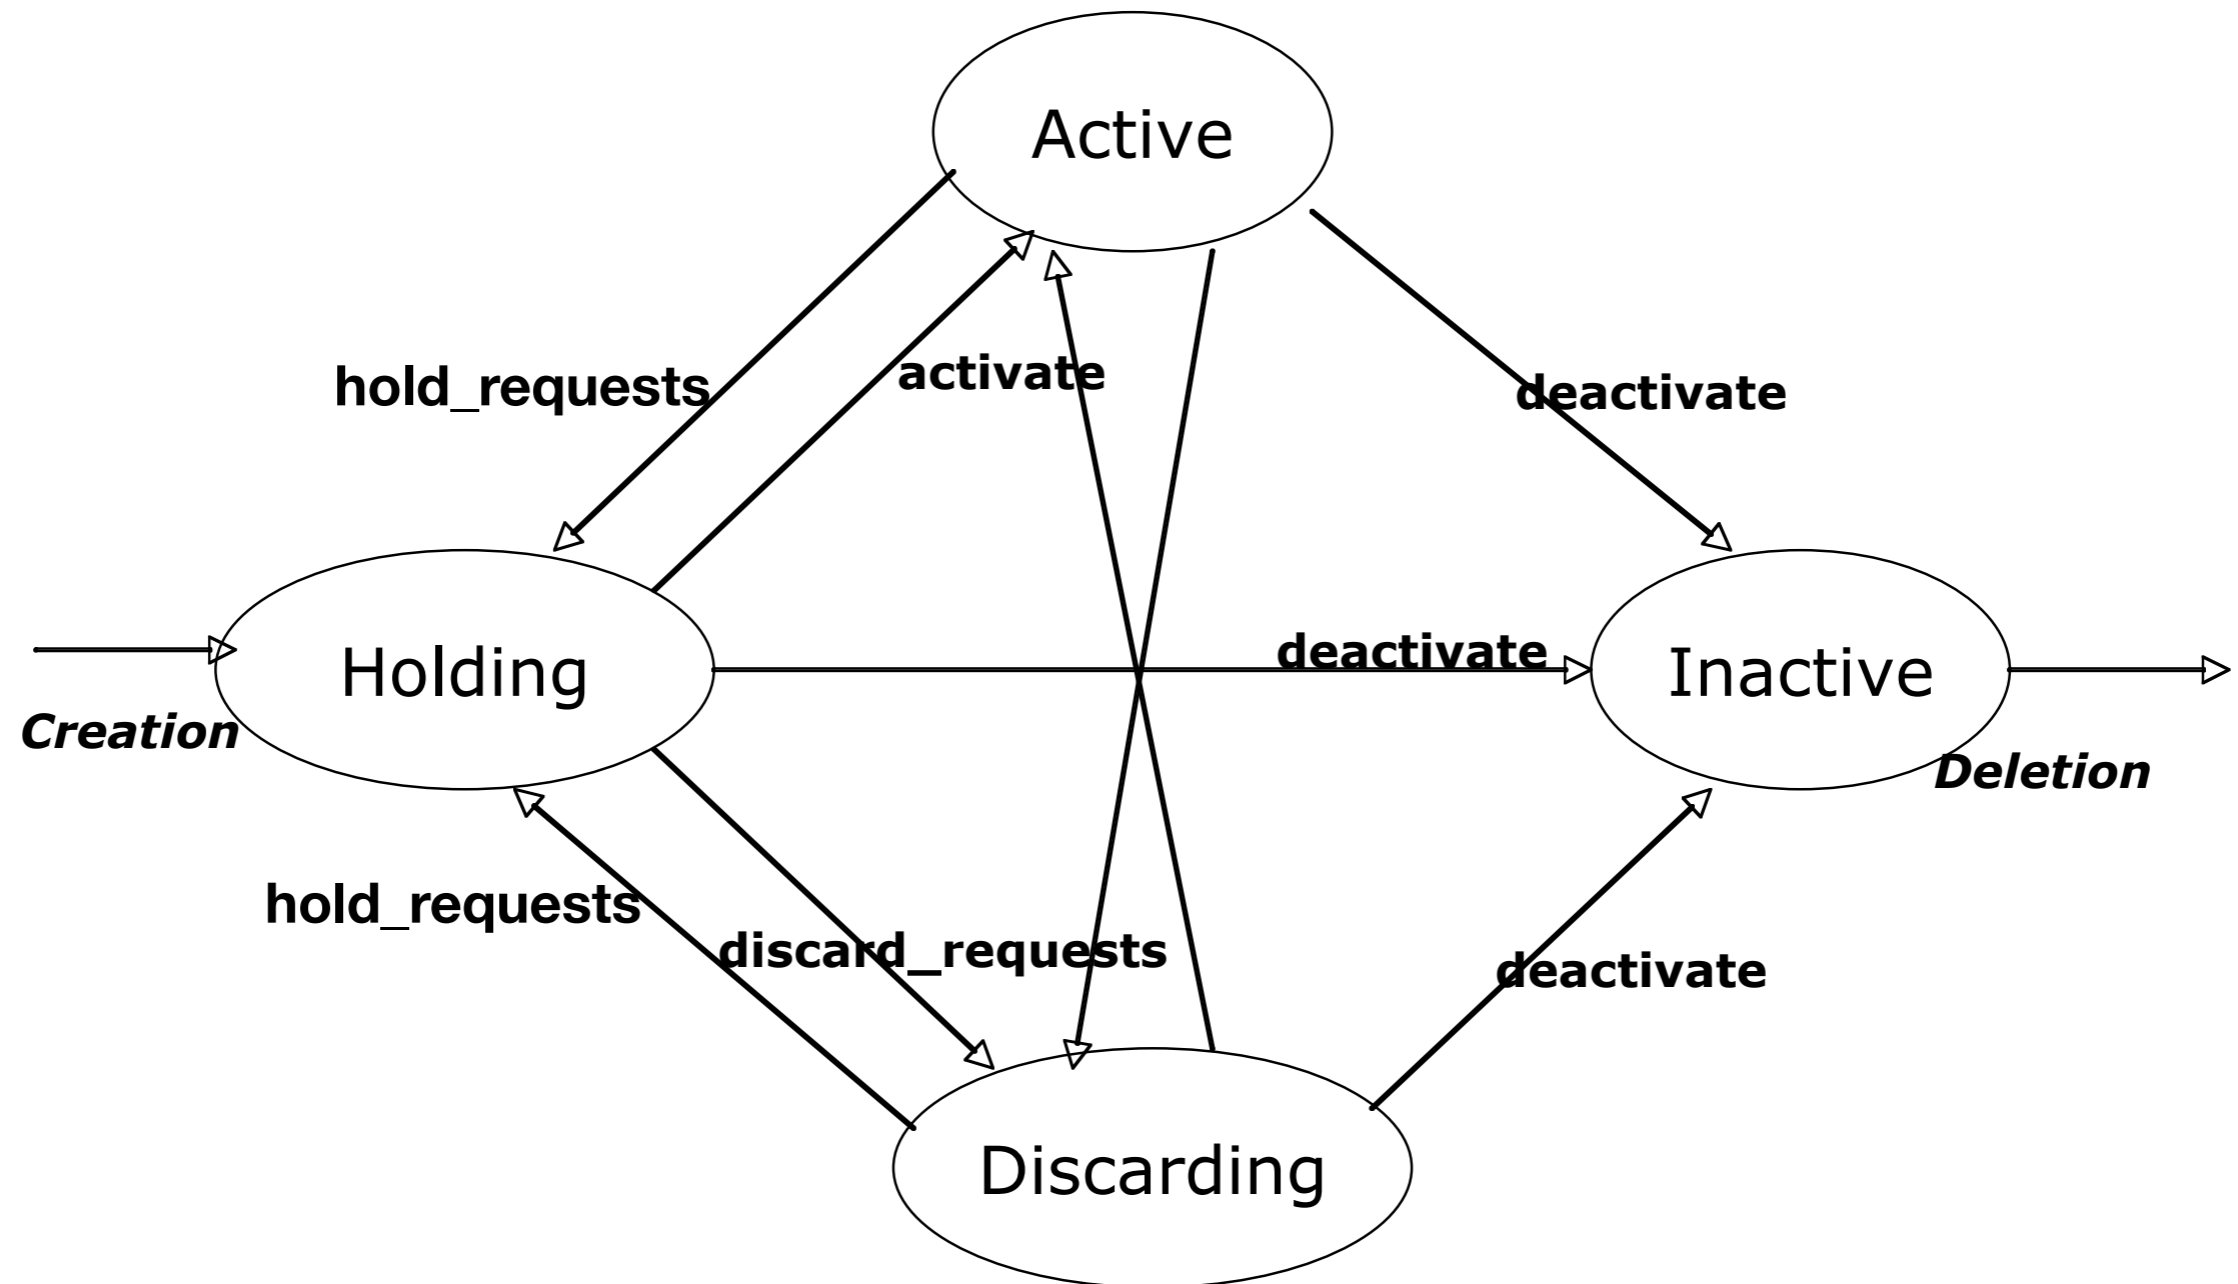 Active
hold_requests
activate
deactivate
deactivate
Holding
Inactive
Creation
Deletion
hold_requests
discard_requests
deactivate
Discarding